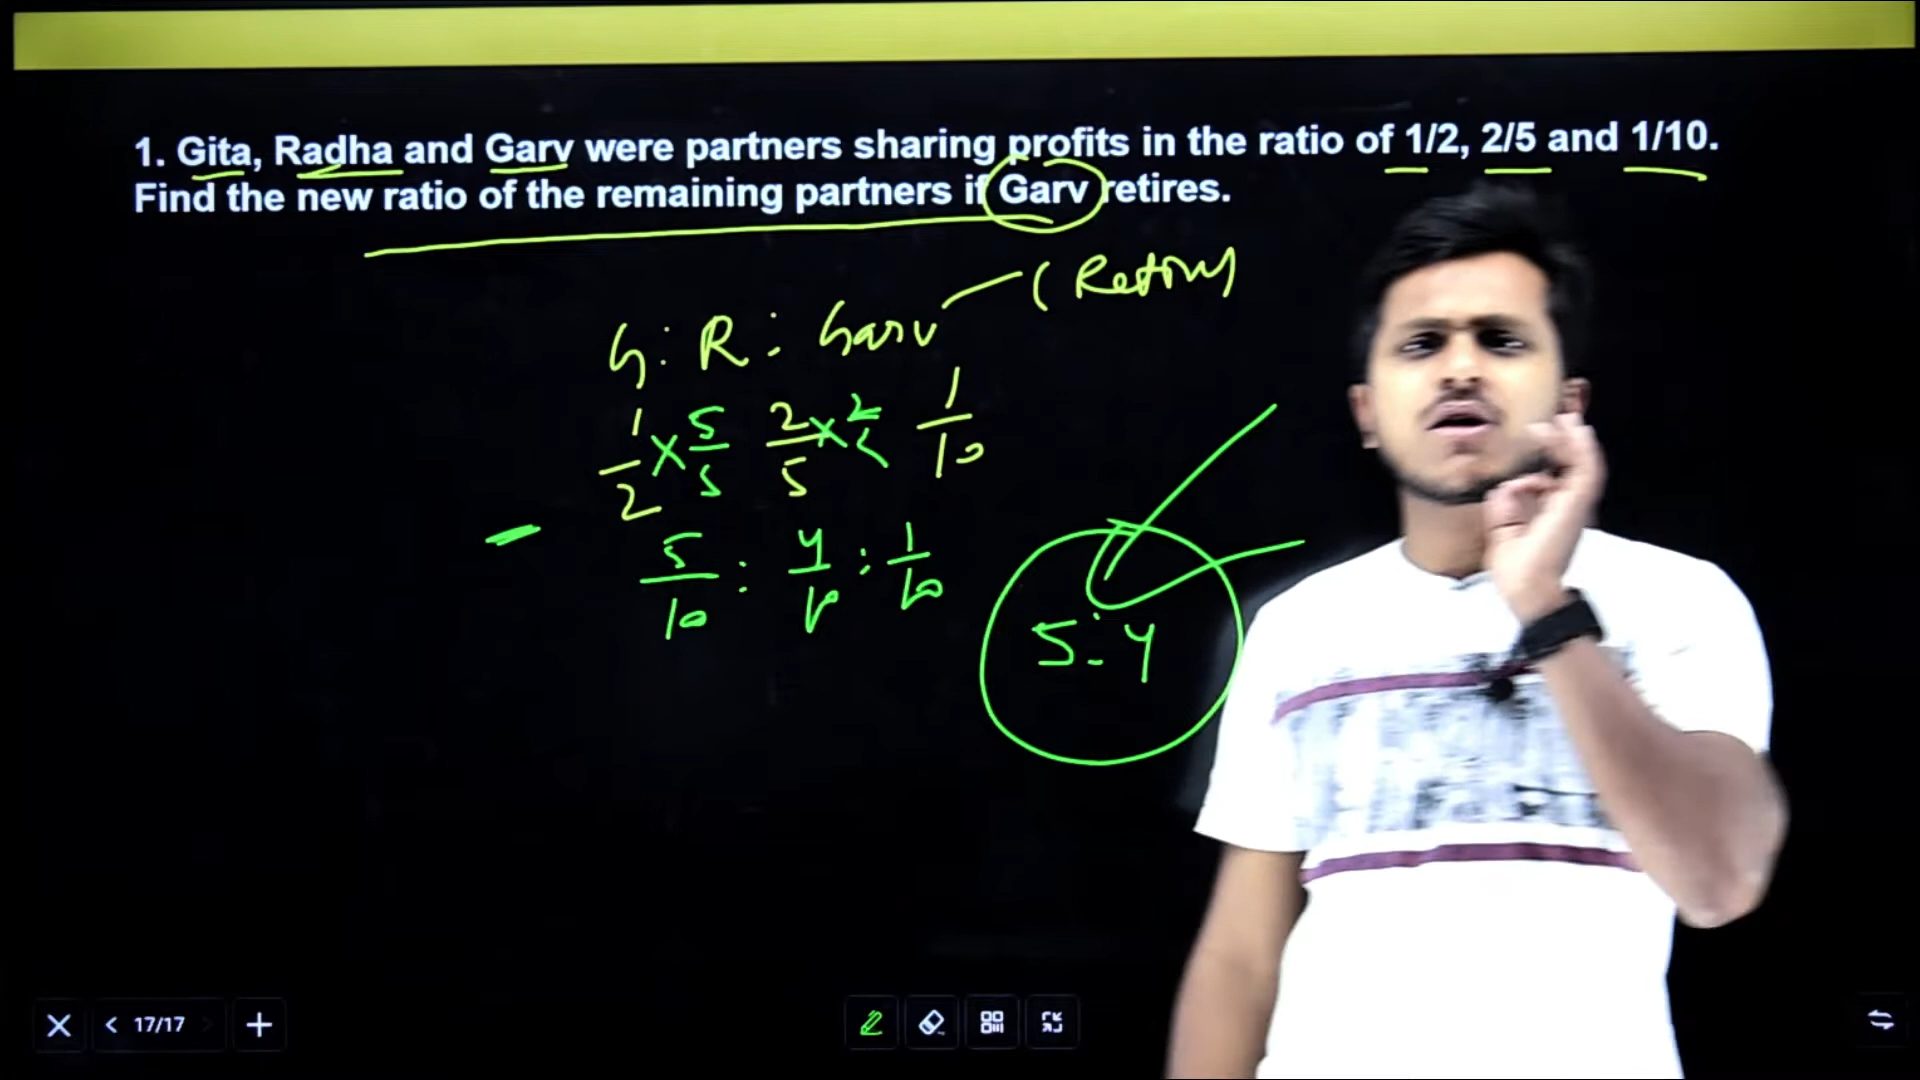 1. Gita, Radha and Garv were partners sharing profits in the ratio of 1/2, 2/5 and 1/10.
Find the new ratio of the remaining partners if Garv retires.
G : R : Garv
1/2 × 5/5 2/5 × 2/2 1/10
5/10 : 4/10 : 1/10
5:4
17/17